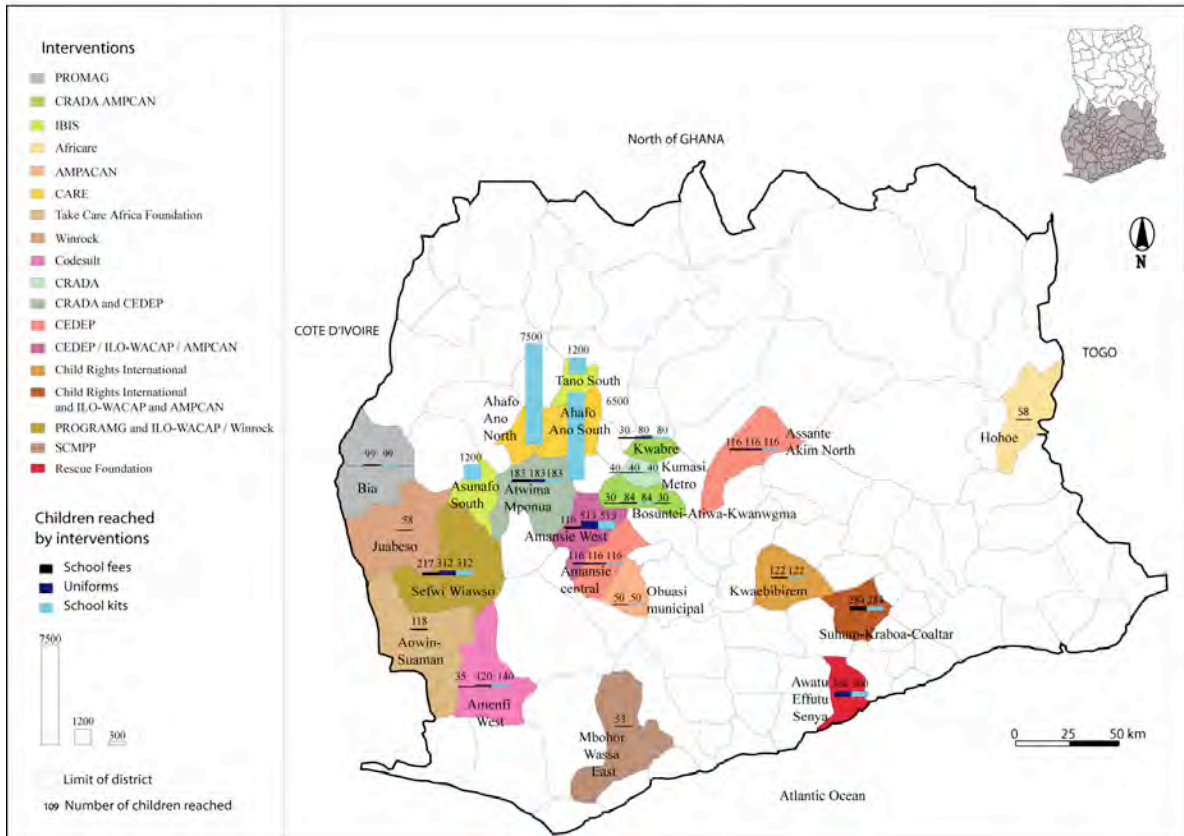 Interventions
PROMAG
CRADA AMPCAN
IBIS
Africare
AMPACAN
CARE
Take Care Africa Foundation
Winrock
Codesult
CRADA
CRADA and CEDEP
CEDEP
CEDEP / ILO-WACAP / AMPCAN
Child Rights International
Child Rights International
and ILO-WACAP and AMPCAN
PROGRAMG and ILO-WACAP / Winrock
SCMPP
Rescue Foundation
Children reached
by interventions
School fees
Uniforms
School kits
7500
1200
300
Limit of district
109 Number of children reached
North of GHANA
N
COTE D'IVOIRE
TOGO
7500
1200
Tano South
6500
Ahafo
Ano
North
Ahafo
Ano South
30 80 80
Kwabre
40 40 40
Kumasi
Metro
116 116 116
Assante
Akim North
58
Hohoe
99 99
Bia
1200
Asunafo
South
183 183 183
Atwima
Mponua
30 84 84 30
Bosuntei-Atiwa-Kwanwgma
116 513
Amansie West
58
Juabeso
217 312 312
Sefwi Wiawso
116 116 116
Amansie
central
50 50
Obuasi
municipal
122 122
Kwaebibirem
284 284
Suhum-Kraboa-Coaltar
118
Aowin-
Suaman
35 120 140
Amenfi
West
53
Mbohor
Wassa
East
Awatu
Effutu
Senya
0 25 50 km
Atlantic Ocean